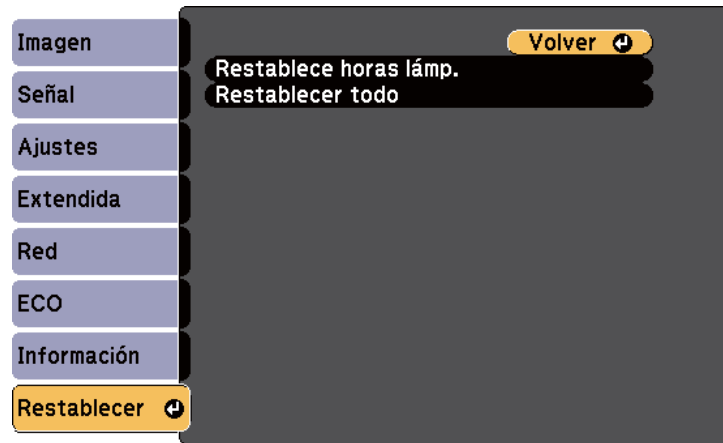 Imagen
Señal
Ajustes
Extendida
Red
ECO
Información
Restablecer
Volver
Restablece horas lámp.
Restablecer todo